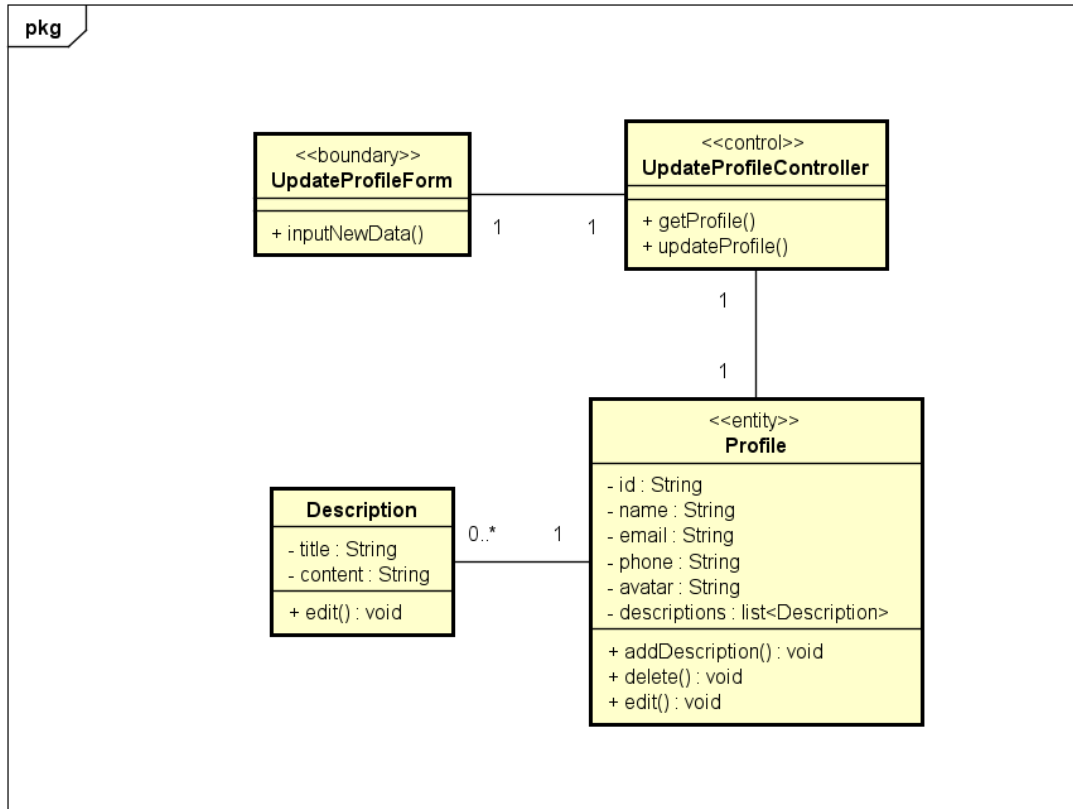 pkg
<<boundary>>
UpdateProfileForm
+ inputNewData()
1
1
<<control>>
UpdateProfileController
+ getProfile()
+ updateProfile()
1
1
<<entity>>
Profile
- id : String
- name : String
- email : String
- phone : String
- avatar : String
- descriptions : list<Description>
+ addDescription() : void
+ delete() : void
+ edit() : void
Description
- title : String
- content : String
+ edit() : void
0..*
1